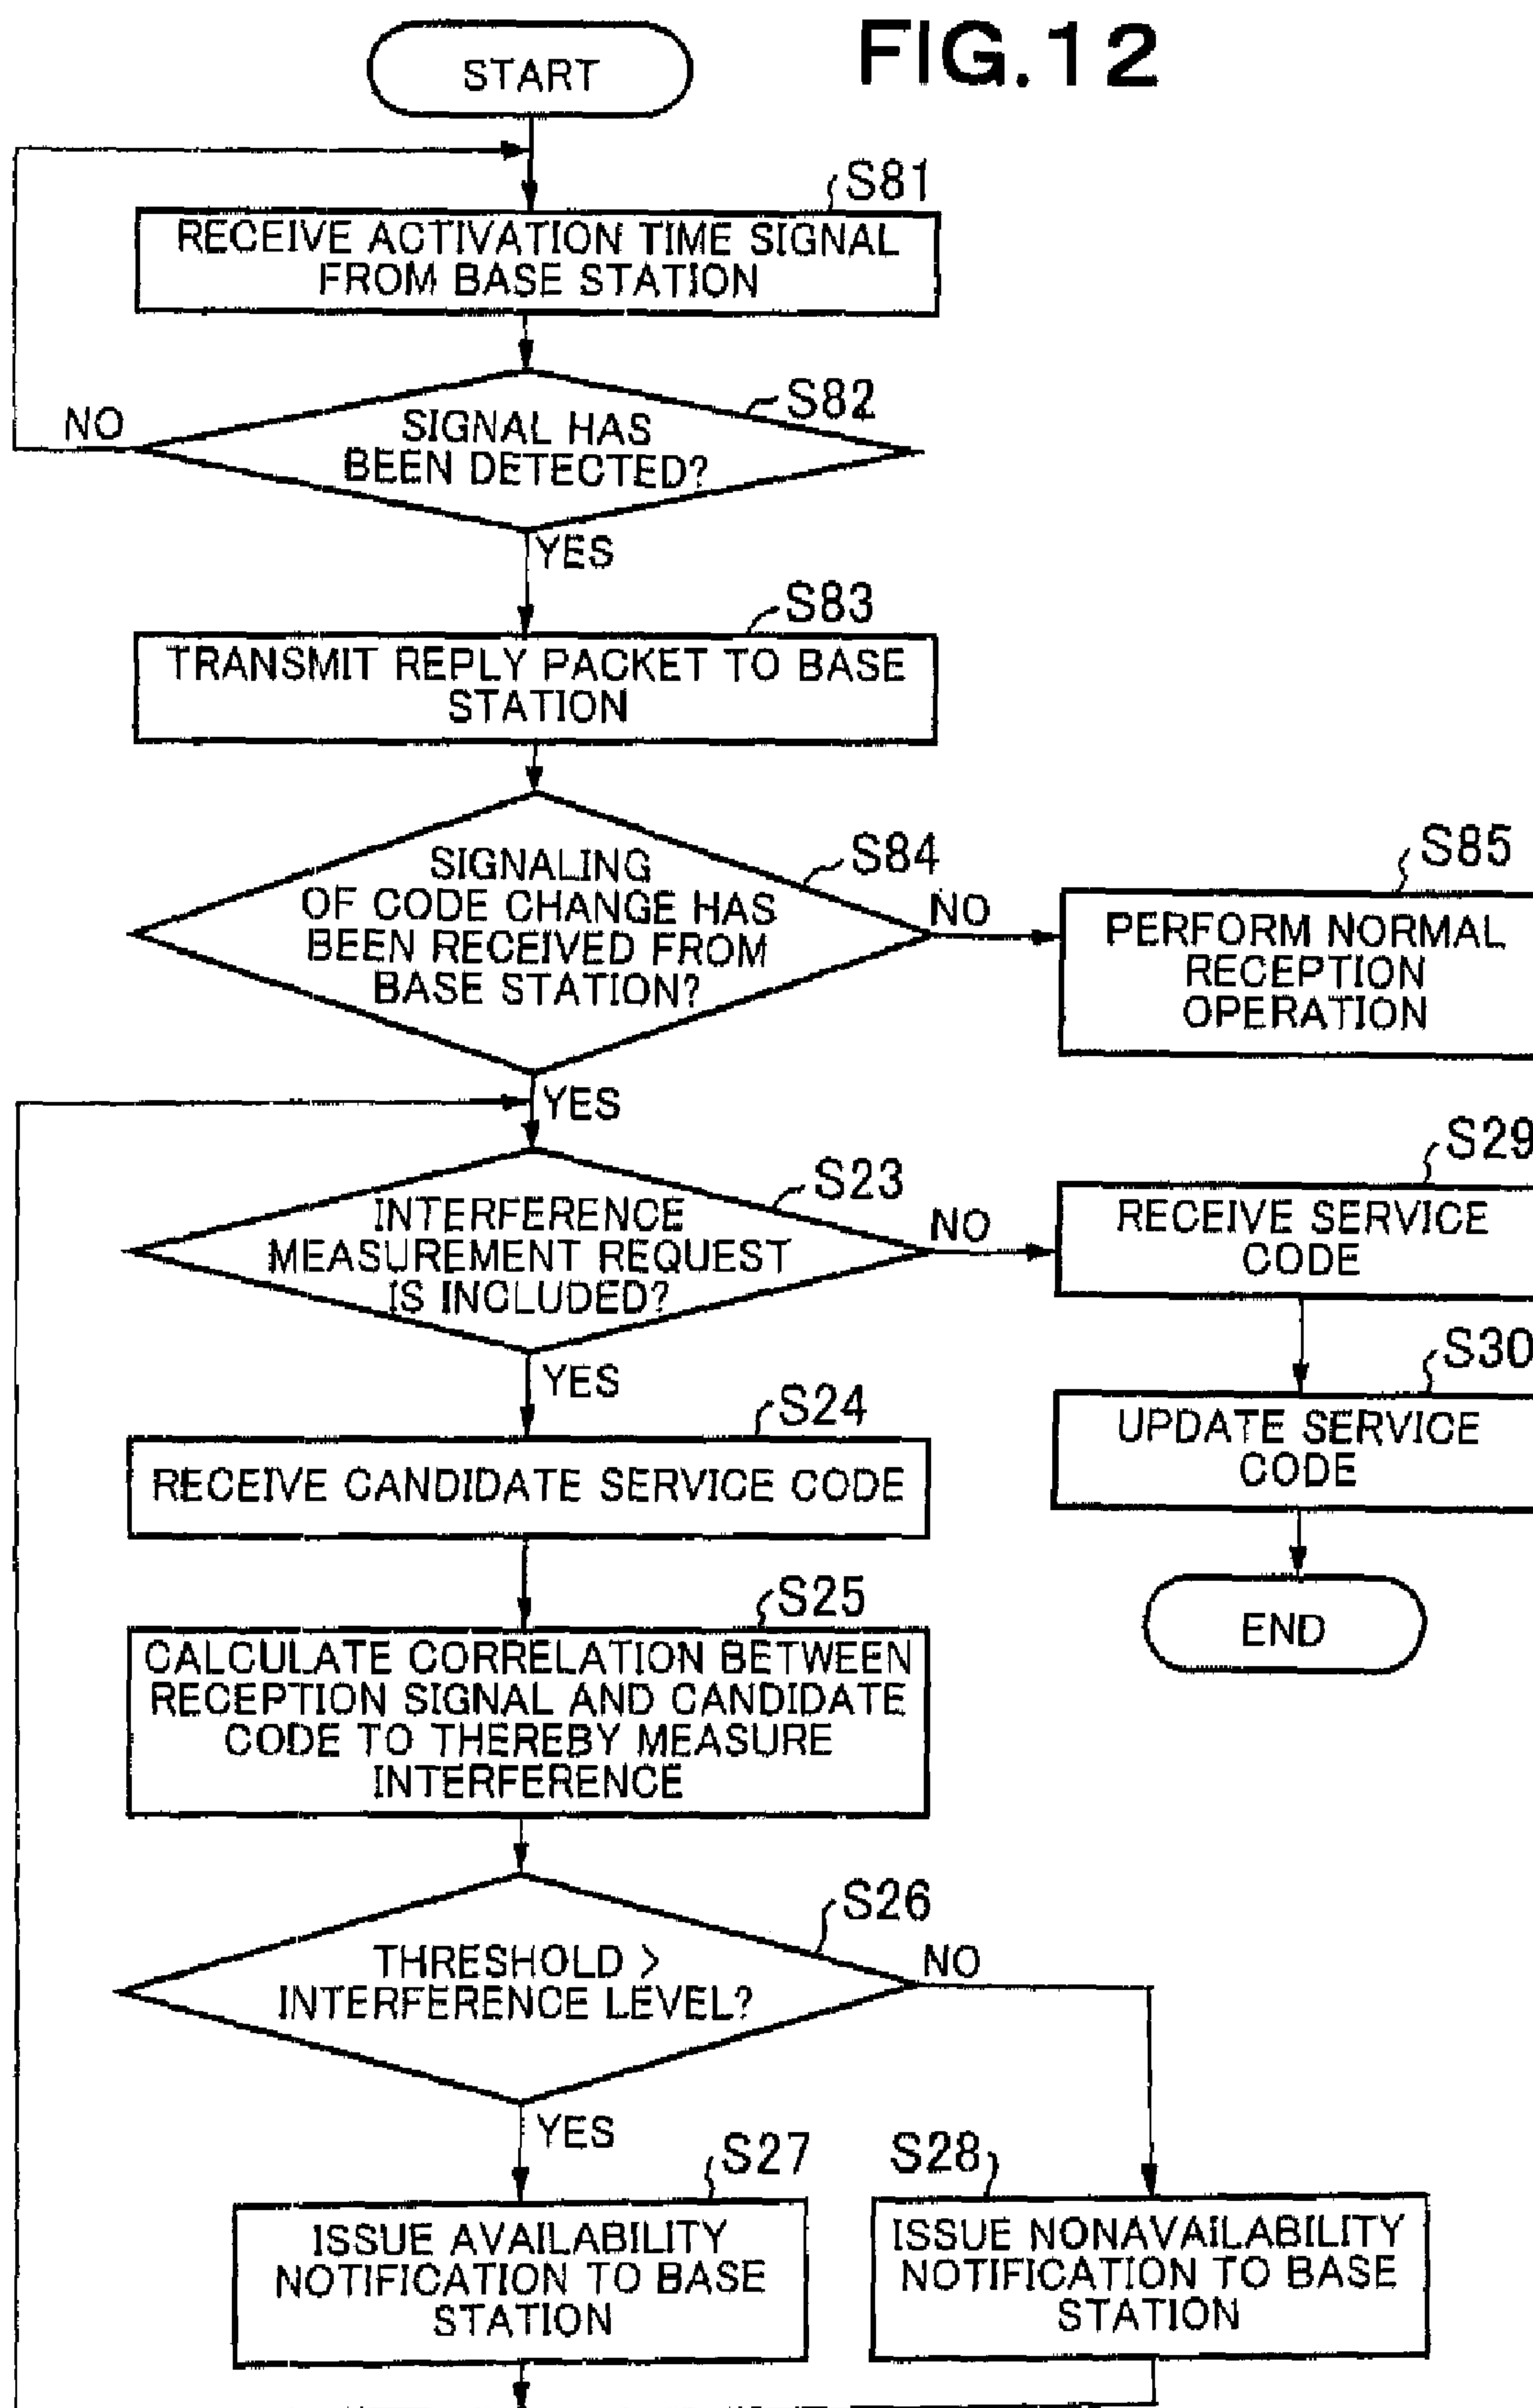 FIG.12
START
S81
RECEIVE ACTIVATION TIME SIGNAL
FROM BASE STATION
S82
SIGNAL HAS
BEEN DETECTED?
NO
YES
S83
TRANSMIT REPLY PACKET TO BASE
STATION
S84
SIGNALING
OF CODE CHANGE HAS
BEEN RECEIVED FROM
BASE STATION?
NO
S85
PERFORM NORMAL
RECEPTION
OPERATION
YES
S23
INTERFERENCE
MEASUREMENT REQUEST
IS INCLUDED?
NO
S29
RECEIVE SERVICE
CODE
S30
UPDATE SERVICE
CODE
END
YES
S24
RECEIVE CANDIDATE SERVICE CODE
S25
CALCULATE CORRELATION BETWEEN
RECEPTION SIGNAL AND CANDIDATE
CODE TO THEREBY MEASURE
INTERFERENCE
S26
THRESHOLD >
INTERFERENCE LEVEL?
NO
YES
S27
ISSUE AVAILABILITY
NOTIFICATION TO BASE
STATION
S28
ISSUE NONAVAILABILITY
NOTIFICATION TO BASE
STATION